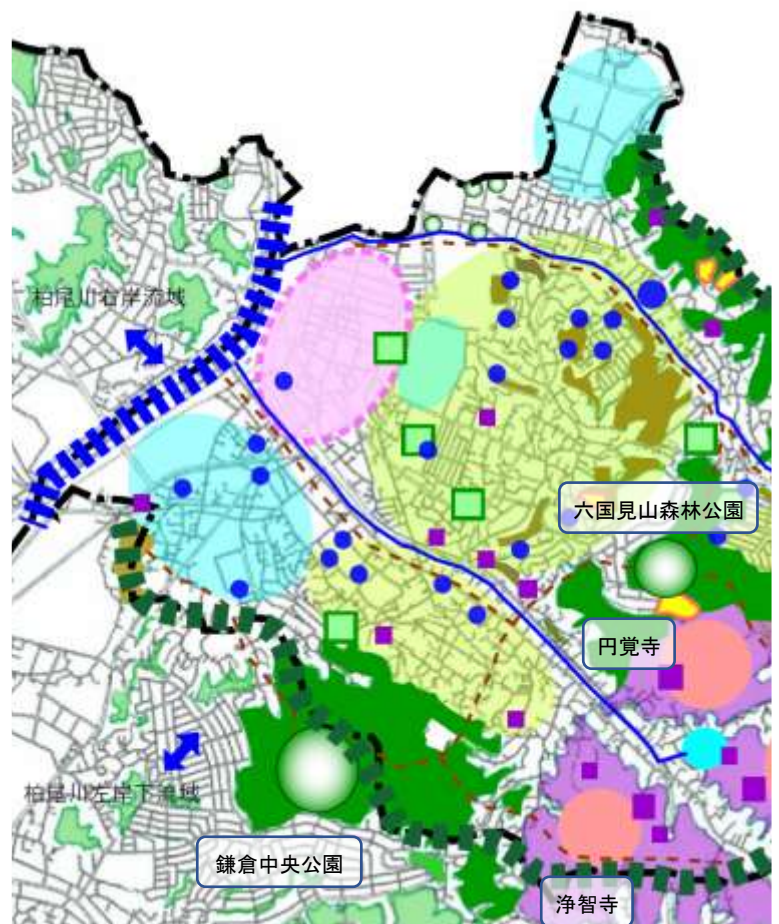 柏尾川右岸流域
六国見山森林公園
円覚寺
柏尾川左岸下流域
鎌倉中央公園
浄智寺